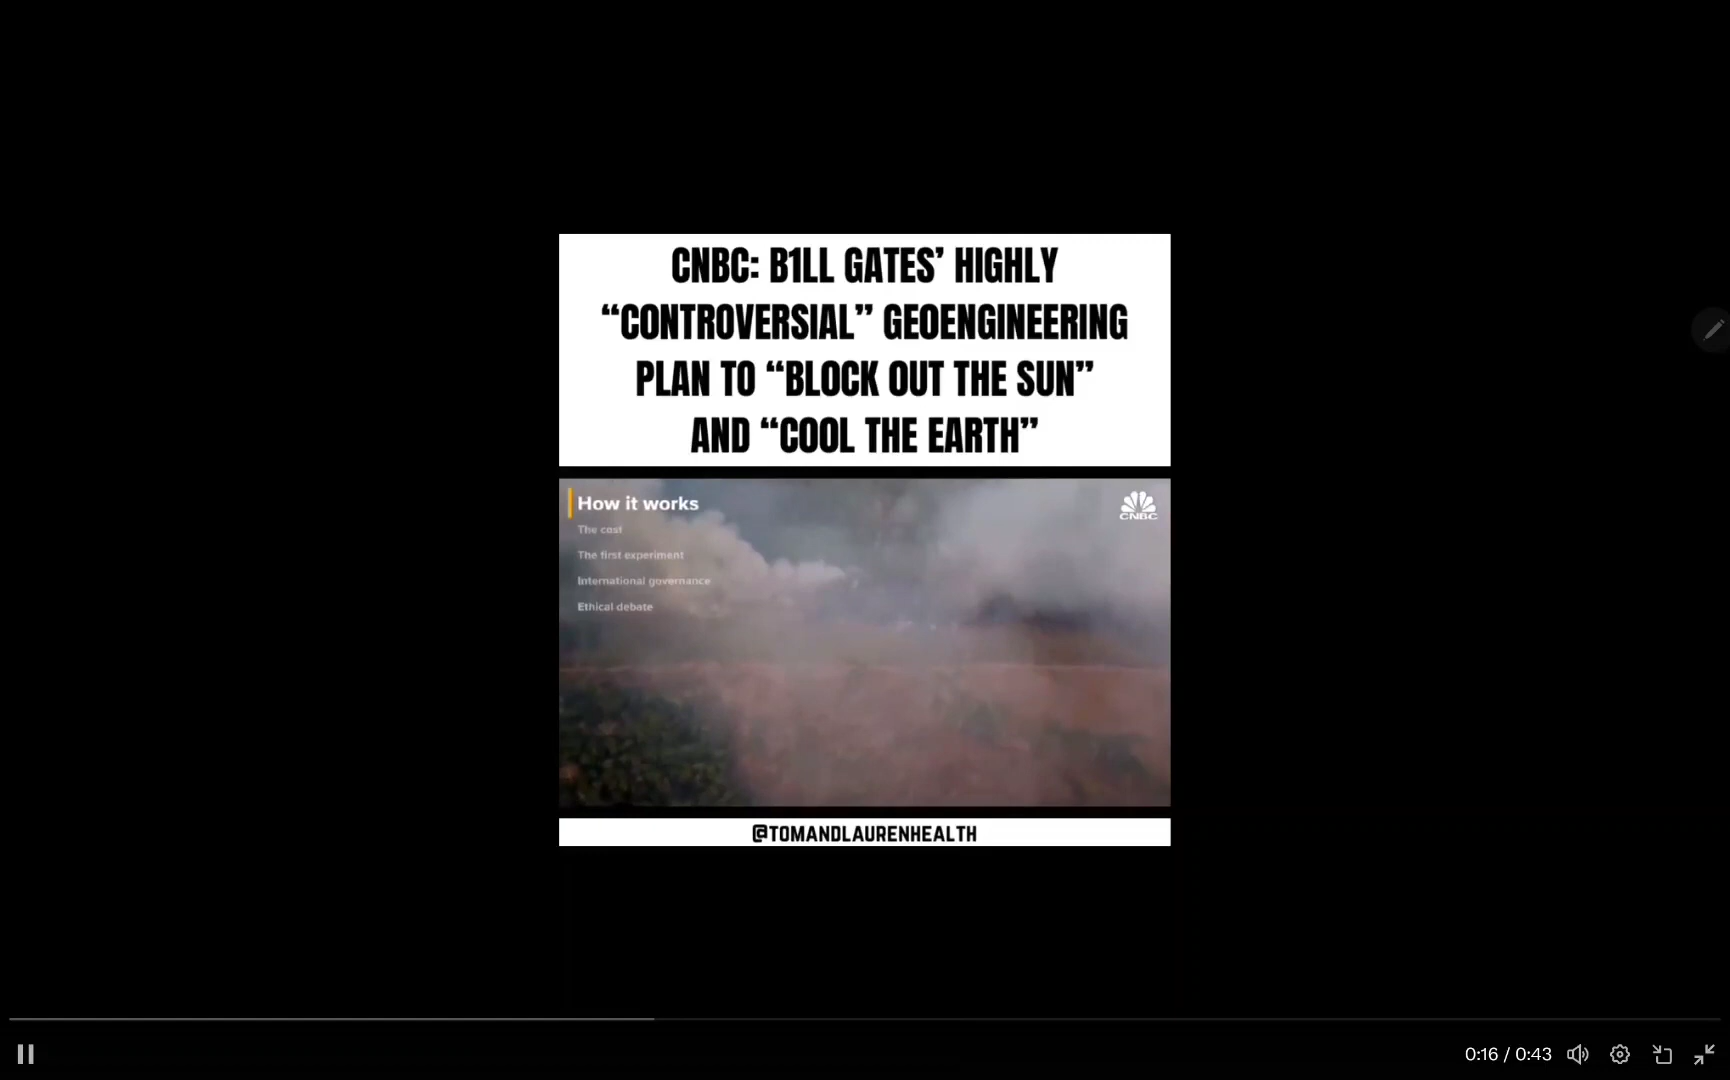 CNBC: B1LL GATES’ HIGHLY
“CONTROVERSIAL” GEOENGINEERING
PLAN TO “BLOCK OUT THE SUN”
AND “COOL THE EARTH”
How it works
CNBC
The cost
The first experiment
International governance
Ethical debate
@TOMANDLAURENHEALTH
0:16 / 0:43